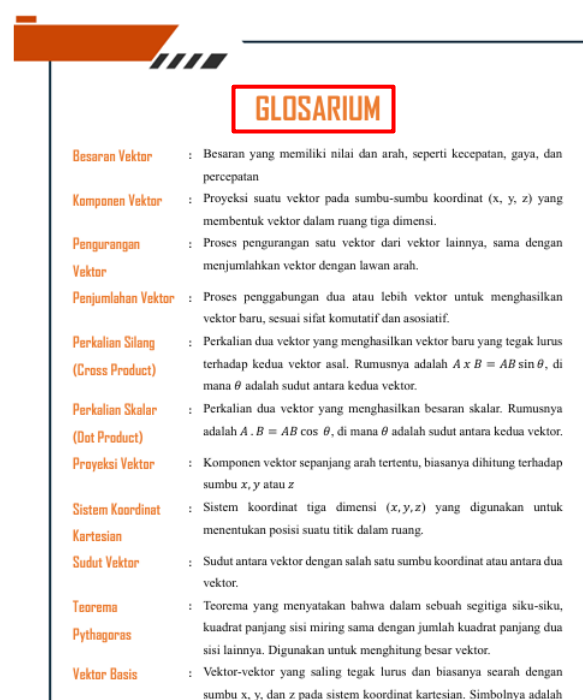 GLOSARIUM
Besaran Vektor : Besaran yang memiliki nilai dan arah, seperti kecepatan, gaya, dan
percepatan
Komponen Vektor : Proyeksi suatu vektor pada sumbu-sumbu koordinat (x, y, z) yang
membentuk vektor dalam ruang tiga dimensi.
Pengurangan : Proses pengurangan satu vektor dari vektor lainnya, sama dengan
Vektor menjumlahkan vektor dengan lawan arah.
Penjumlahan Vektor : Proses penggabungan dua atau lebih vektor untuk menghasilkan
vektor baru, sesuai sifat komutatif dan asosiatif.
Perkalian Silang : Perkalian dua vektor yang menghasilkan vektor baru yang tegak lurus
(Cross Product) terhadap kedua vektor asal. Rumusnya adalah A x B = AB sin θ, di
mana θ adalah sudut antara kedua vektor.
Perkalian Skalar : Perkalian dua vektor yang menghasilkan besaran skalar. Rumusnya
(Dot Product) adalah A . B = AB cos θ, di mana θ adalah sudut antara kedua vektor.
Proyeksi Vektor : Komponen vektor sepanjang arah tertentu, biasanya dihitung terhadap
sumbu x, y atau z
Sistem Koordinat : Sistem koordinat tiga dimensi (x, y, z) yang digunakan untuk
Kartesian menentukan posisi suatu titik dalam ruang.
Sudut Vektor : Sudut antara vektor dengan salah satu sumbu koordinat atau antara dua
vektor.
Teorema : Teorema yang menyatakan bahwa dalam sebuah segitiga siku-siku,
Pythagoras kuadrat panjang sisi miring sama dengan jumlah kuadrat panjang dua
sisi lainnya. Digunakan untuk menghitung besar vektor.
Vektor Basis : Vektor-vektor yang saling tegak lurus dan biasanya searah dengan
sumbu x, y, dan z pada sistem koordinat kartesian. Simbolnya adalah